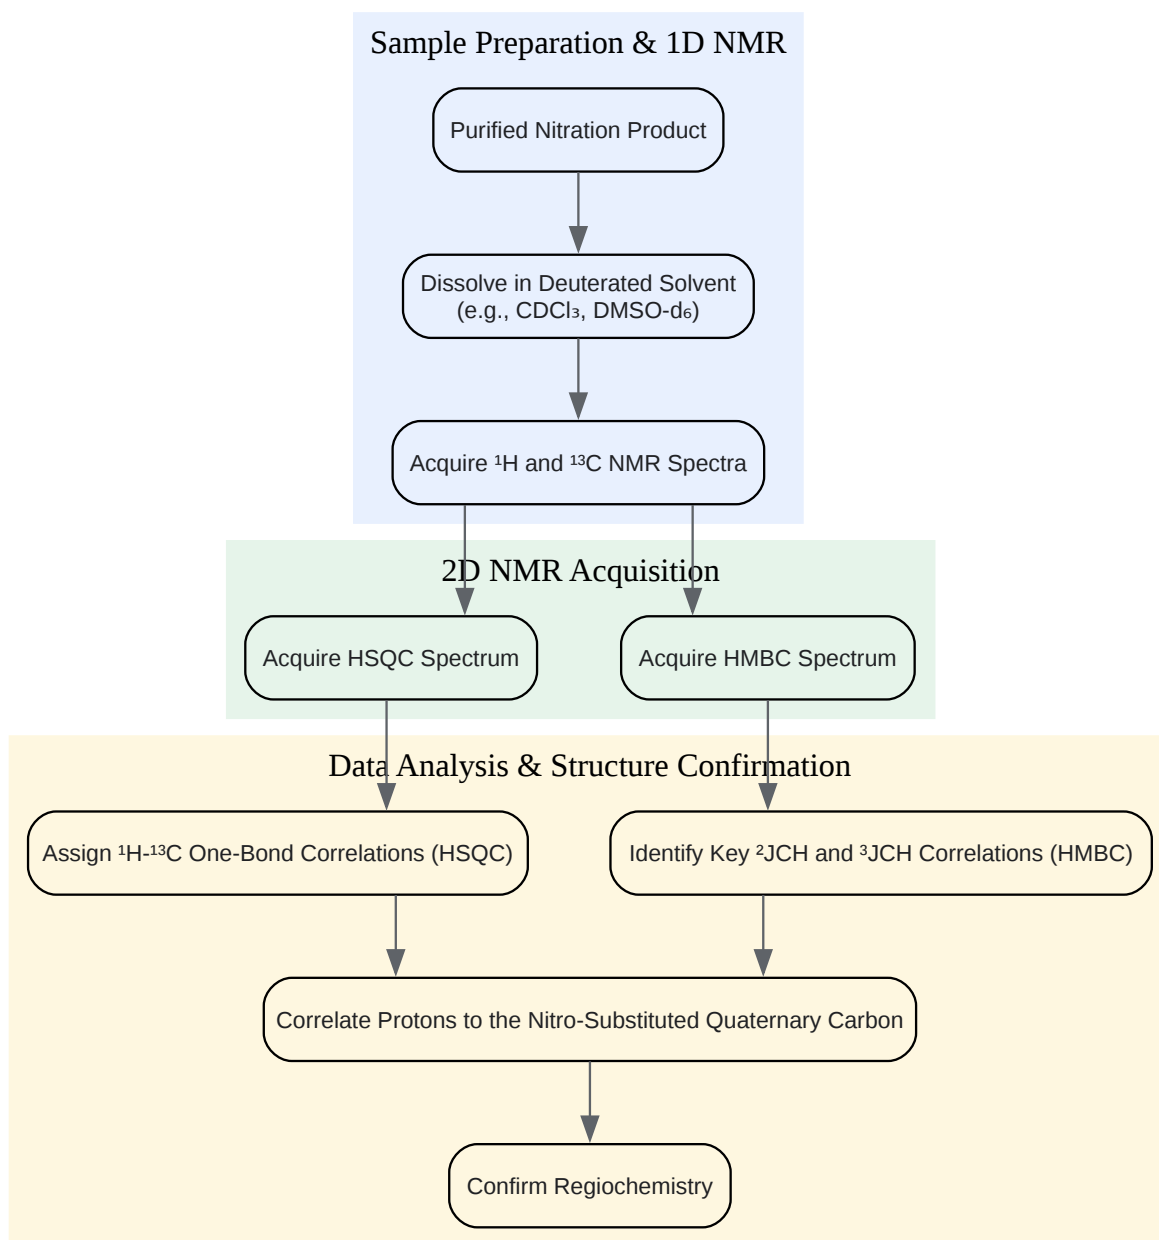 Sample Preparation & 1D NMR
Purified Nitration Product
Dissolve in Deuterated Solvent
(e.g., CDCl₃, DMSO-d₆)
Acquire ¹H and ¹³C NMR Spectra
2D NMR Acquisition
Acquire HSQC Spectrum
Acquire HMBC Spectrum
Data Analysis & Structure Confirmation
Assign ¹H-¹³C One-Bond Correlations (HSQC)
Identify Key ²JCH and ³JCH Correlations (HMBC)
Correlate Protons to the Nitro-Substituted Quaternary Carbon
Confirm Regiochemistry